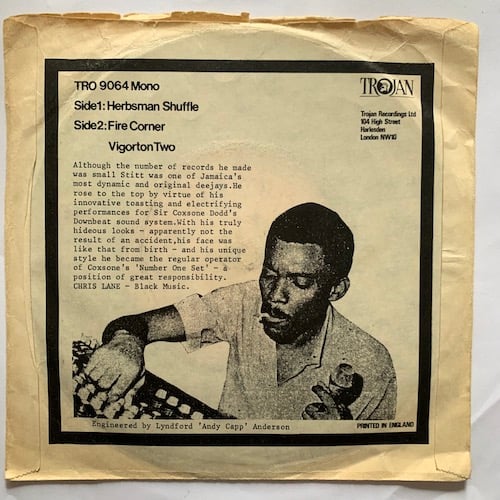 TRO 9064 Mono
Side1: Herbsman Shuffle
Side2: Fire Corner
Vigorton Two
TROJAN
Trojan Recordings Ltd
104 High Street
Harlesden
London NW10
Although the number of records he made
was small Stitt was one of Jamaica's
most dynamic and original deejays.He
rose to the top by virtue of his
innovative toasting and electrifying
performances for Sir Coxsone Dodd's
Downbeat sound system.With his truly
hideous looks - apparently not the
result of an accident,his face was
like that from birth - and his unique
style he became the regular operator
of Coxsone's 'Number One Set' - a
position of great responsibility.
CHRIS LANE - Black Music.
Engineered by Lyndford 'Andy Capp' Anderson
PRINTED IN ENGLAND